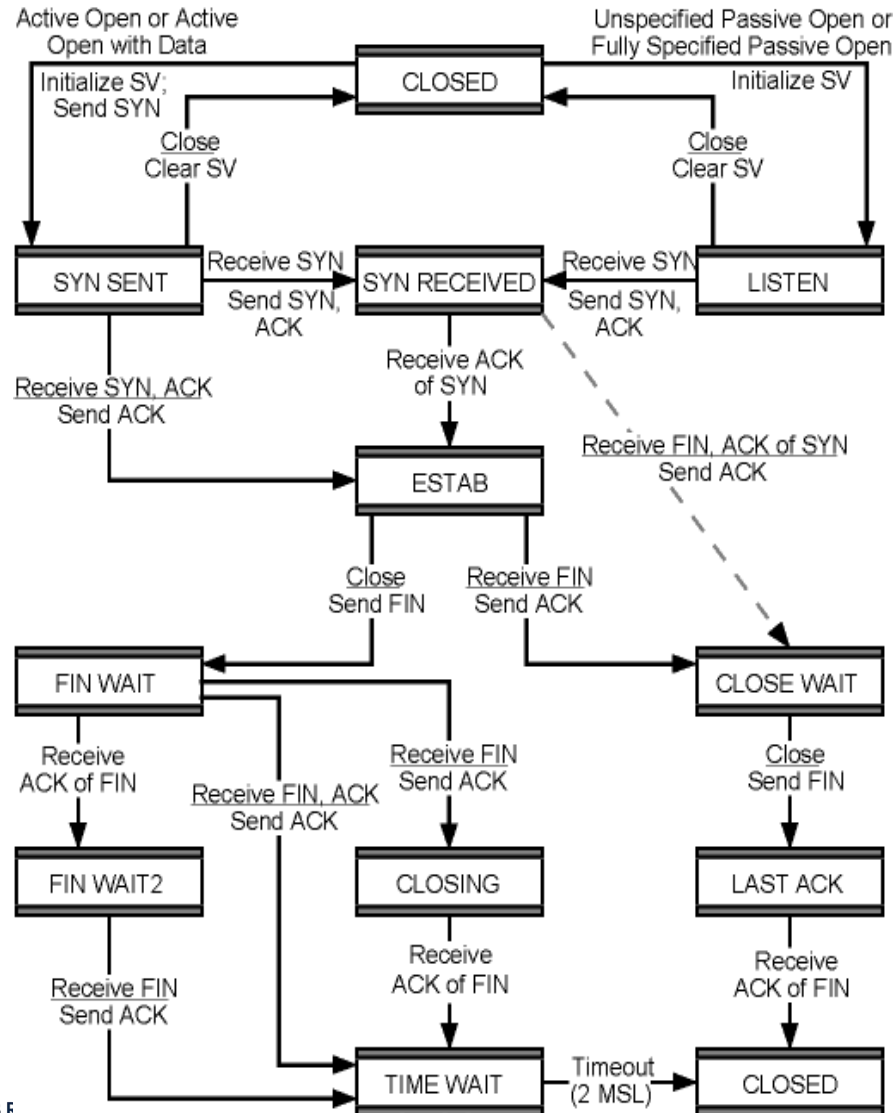 Active Open or Active
Open with Data
Unspecified Passive Open or
Fully Specified Passive Open
CLOSED
Initialize SV;
Send SYN
Initialize SV
Close
Clear SV
Close
Clear SV
SYN SENT
Receive SYN
Send SYN,
ACK
SYN RECEIVED
Receive SYN
Send SYN,
ACK
LISTEN
Receive SYN, ACK
Send ACK
Receive ACK
of SYN
Receive FIN, ACK of SYN
Send ACK
ESTAB
Close
Send FIN
Receive FIN
Send ACK
FIN WAIT
CLOSE WAIT
Receive
ACK of FIN
Receive FIN, ACK
Send ACK
Receive FIN
Send ACK
Close
Send FIN
FIN WAIT2
CLOSING
LAST ACK
Receive FIN
Send ACK
Receive
ACK of FIN
Receive
ACK of FIN
TIME WAIT
Timeout
(2 MSL)
CLOSED